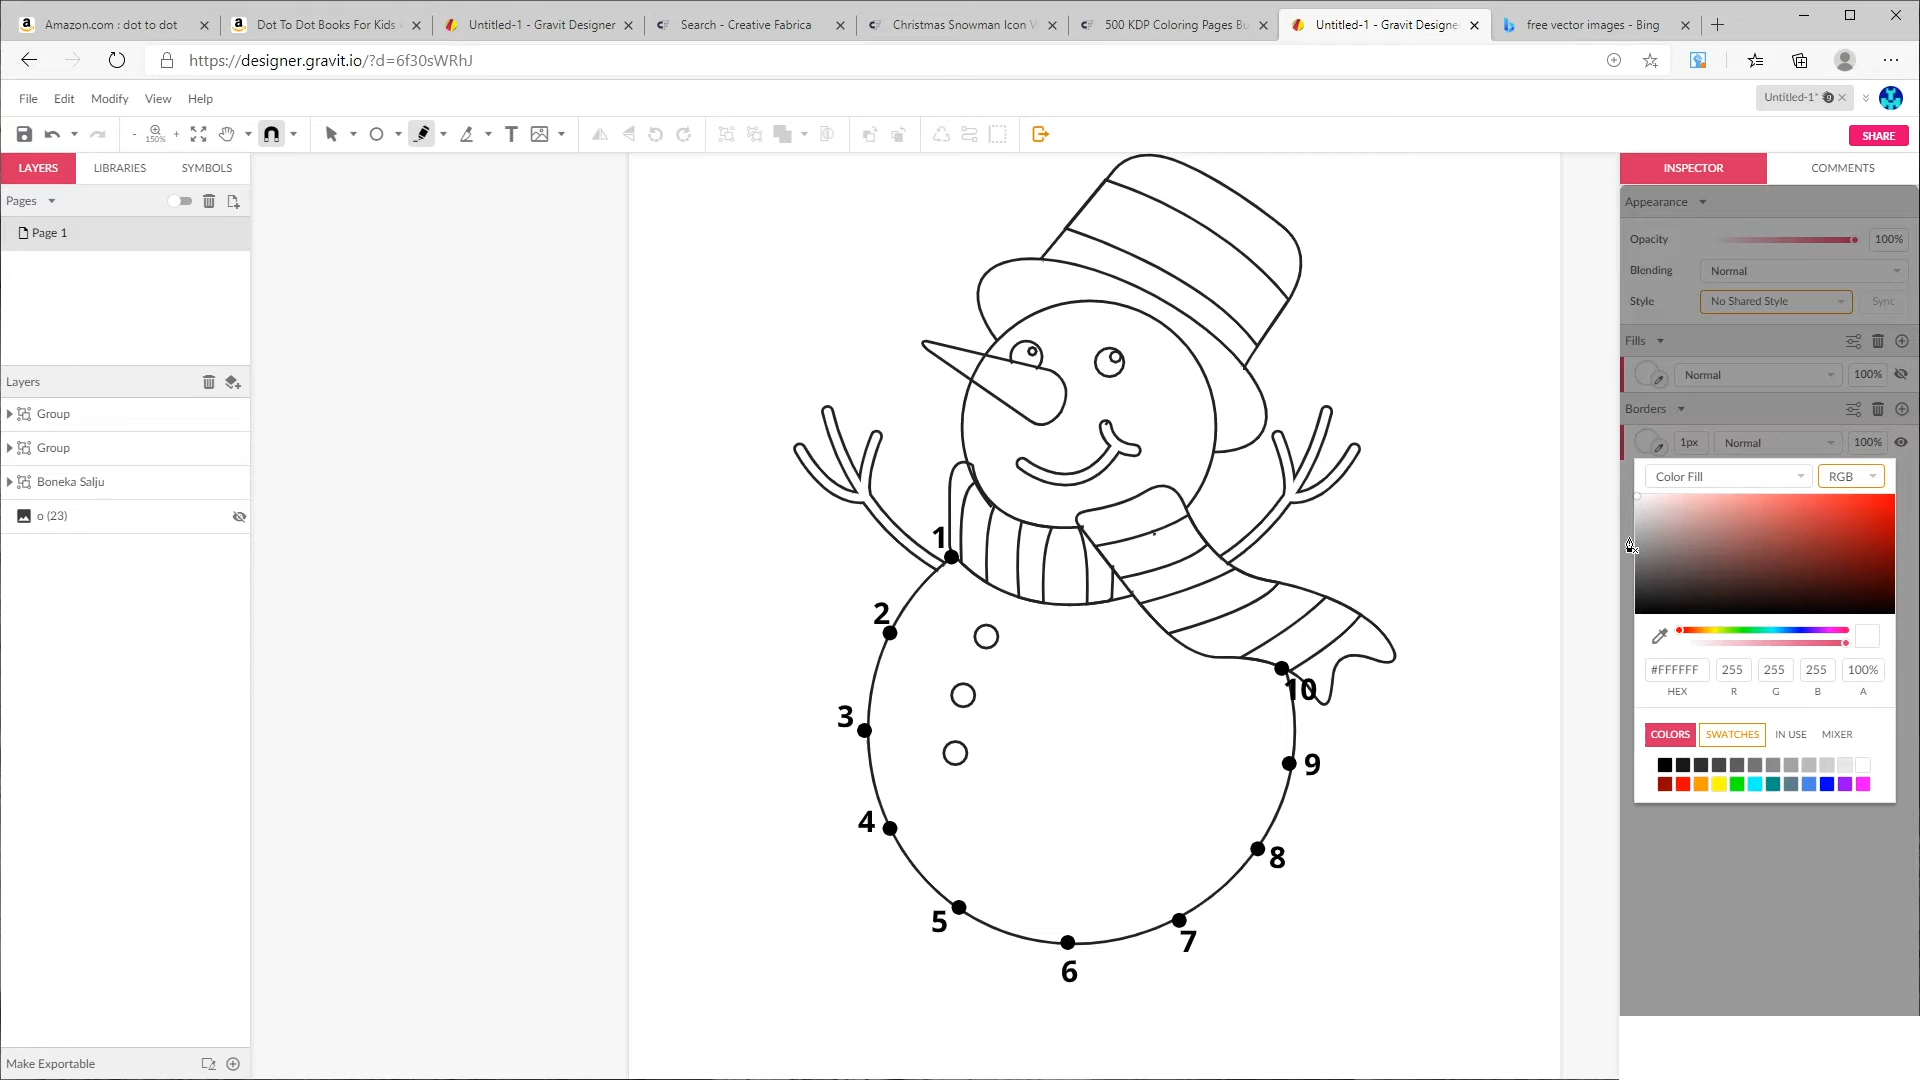 Amazon.com : dot to dot
Dot To Dot Books For Kids
Untitled-1 - Gravit Designer
Search - Creative Fabrica
Christmas Snowman Icon V
500 KDP Coloring Pages Bu
Untitled-1 - Gravit Designer
free vector images - Bing
https://designer.gravit.io/?d=6f30sWRhJ
File Edit Modify View Help
Untitled-1*
150%
SHARE
LAYERS LIBRARIES SYMBOLS
INSPECTOR COMMENTS
Pages
Page 1
Layers
Group
Group
Boneka Salju
o (23)
Make Exportable
1
2
3
4
5
6
7
8
9
10
Appearance
Opacity 100%
Blending Normal
Style No Shared Style Sync
Fills
Normal 100%
Borders
1px Normal 100%
Color Fill RGB
#FFFFFF 255 255 255 100%
HEX R G B A
COLORS SWATCHES IN USE MIXER